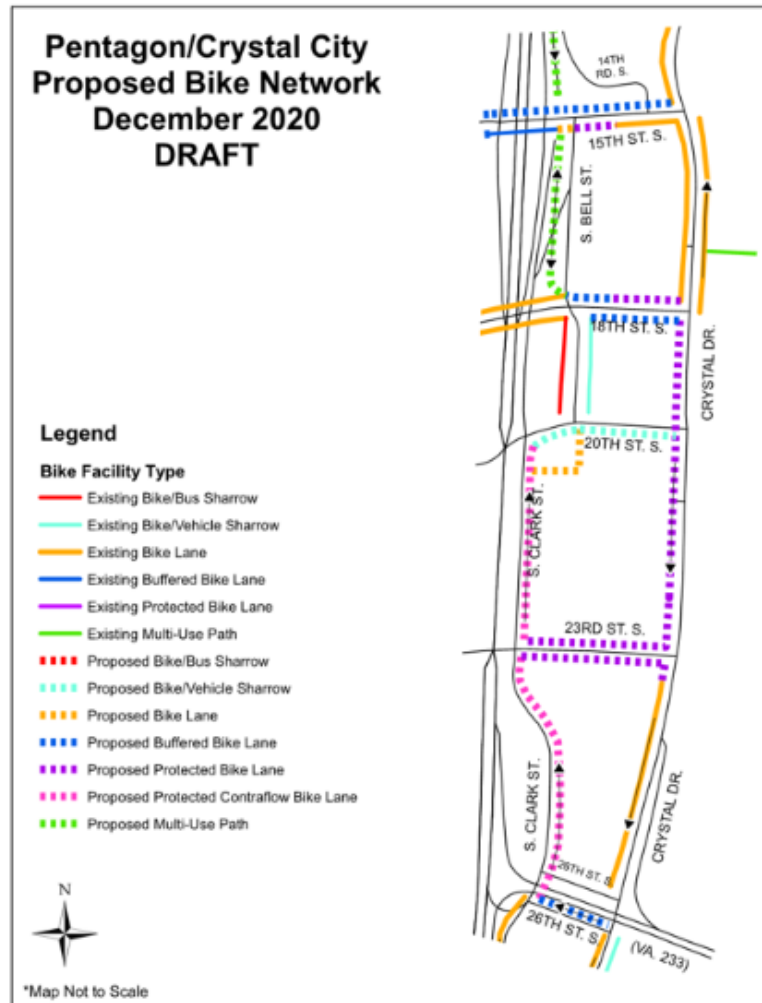 Pentagon/Crystal City
Proposed Bike Network
December 2020
DRAFT
14TH
RD. S.
15TH ST. S.
S. BELL ST.
18TH ST. S.
CRYSTAL DR.
20TH ST. S.
S. CLARK ST.
23RD ST. S.
S. CLARK ST.
CRYSTAL DR.
26TH ST. S.
26TH ST. S.
(VA. 233)
Legend
Bike Facility Type
Existing Bike/Bus Sharrow
Existing Bike/Vehicle Sharrow
Existing Bike Lane
Existing Buffered Bike Lane
Existing Protected Bike Lane
Existing Multi-Use Path
Proposed Bike/Bus Sharrow
Proposed Bike/Vehicle Sharrow
Proposed Bike Lane
Proposed Buffered Bike Lane
Proposed Protected Bike Lane
Proposed Protected Contraflow Bike Lane
Proposed Multi-Use Path
N
*Map Not to Scale